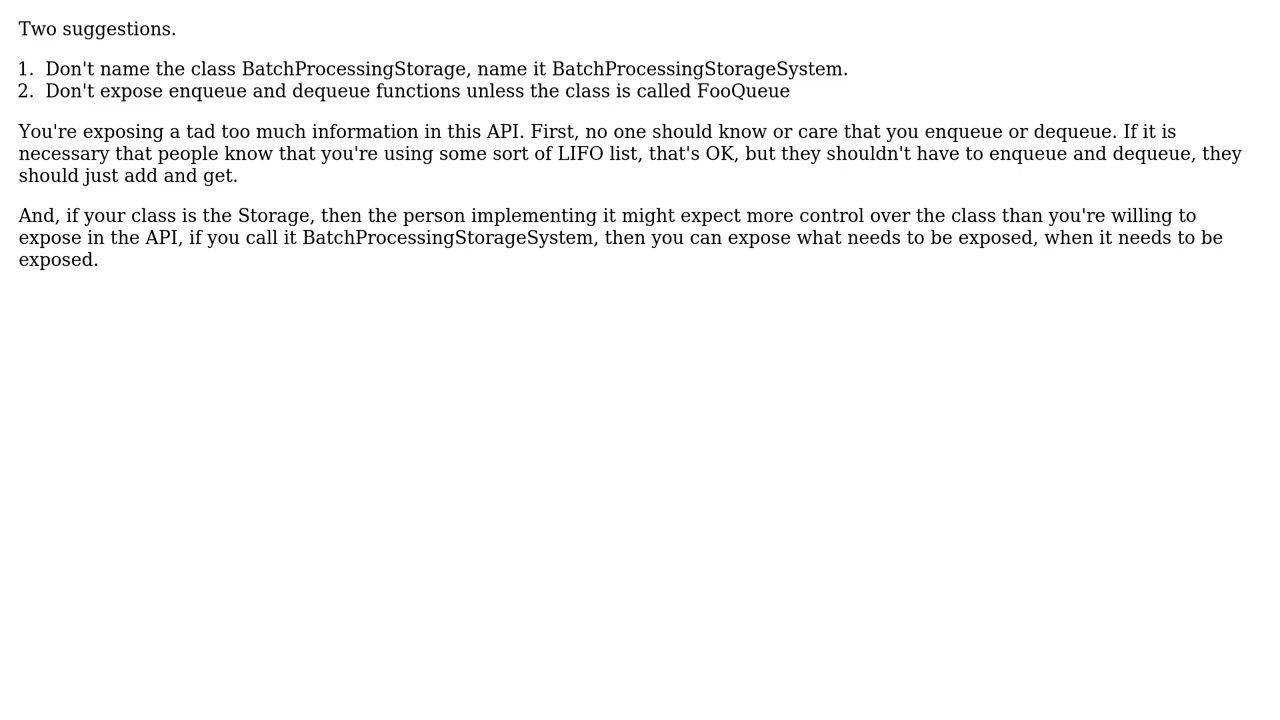 Two suggestions.
1. Don't name the class BatchProcessingStorage, name it BatchProcessingStorageSystem.
2. Don't expose enqueue and dequeue functions unless the class is called FooQueue
You're exposing a tad too much information in this API. First, no one should know or care that you enqueue or dequeue. If it is
necessary that people know that you're using some sort of LIFO list, that's OK, but they shouldn't have to enqueue and dequeue, they
should just add and get.
And, if your class is the Storage, then the person implementing it might expect more control over the class than you're willing to
expose in the API, if you call it BatchProcessingStorageSystem, then you can expose what needs to be exposed, when it needs to be
exposed.